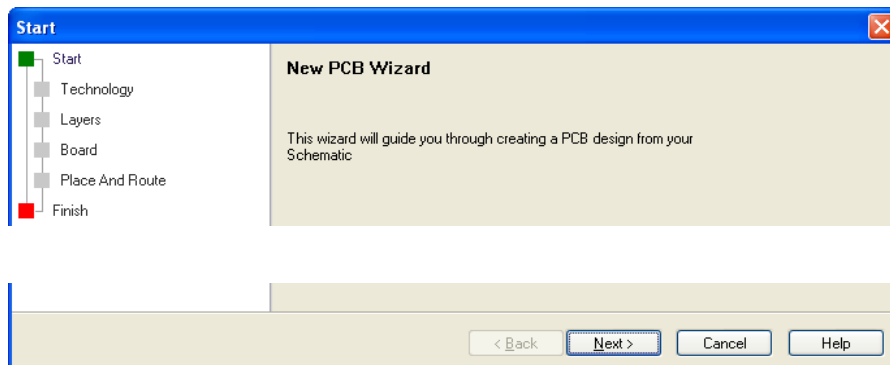 Start
Start
Technology
Layers
Board
Place And Route
Finish
New PCB Wizard
This wizard will guide you through creating a PCB design from your
Schematic
< Back
Next >
Cancel
Help